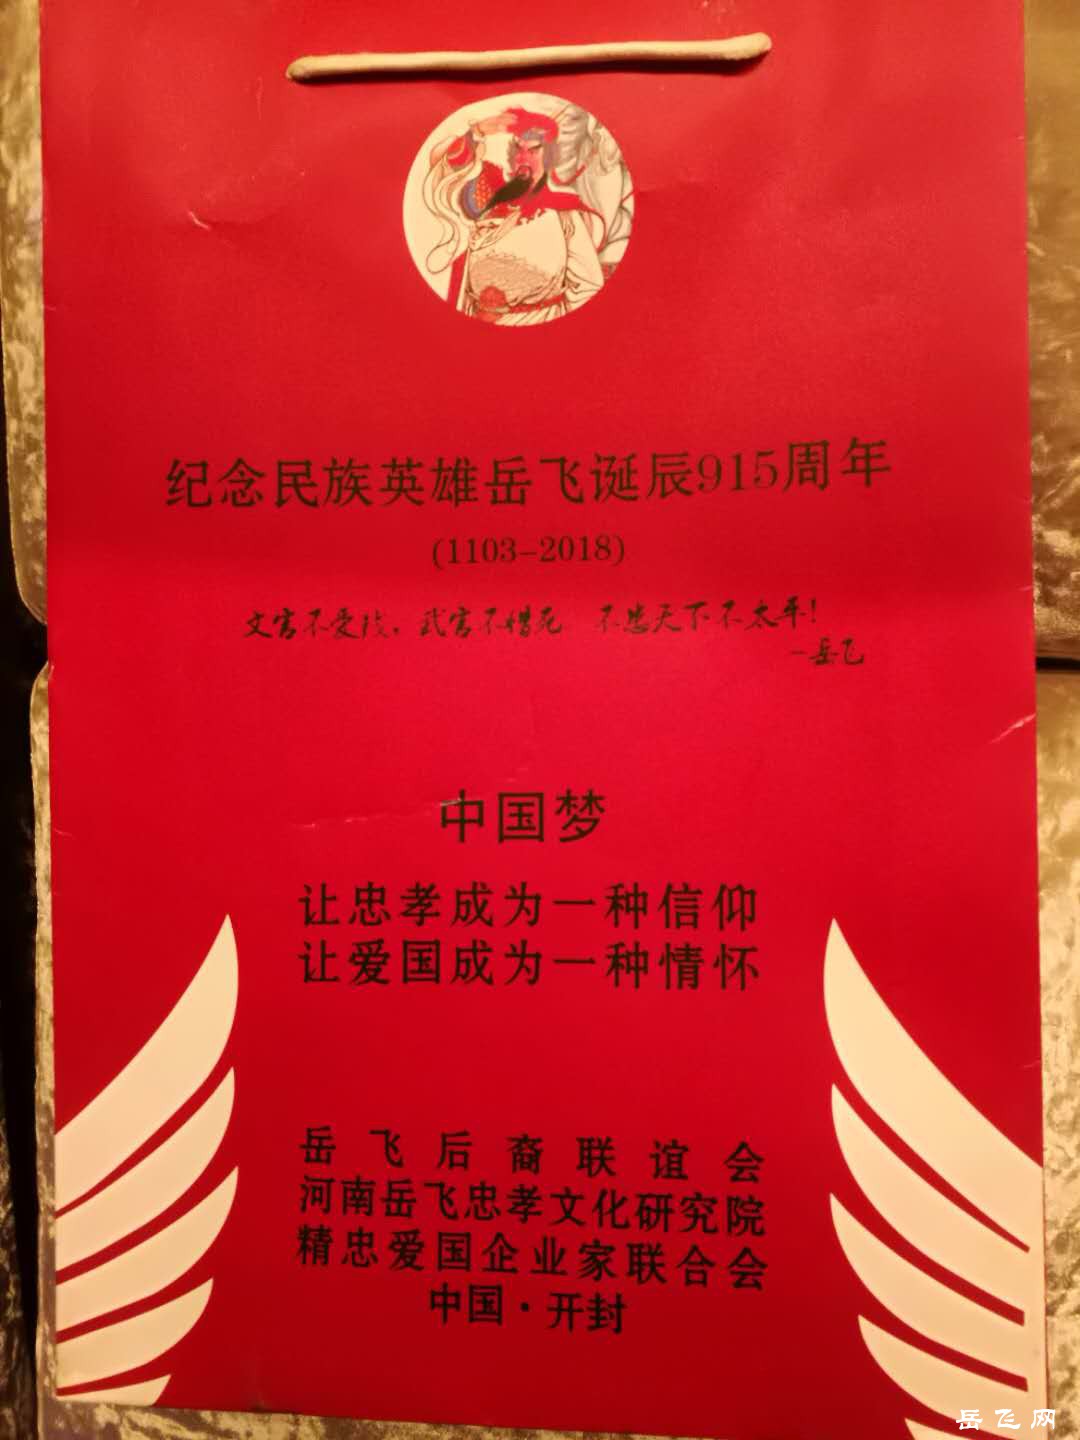 纪念民族英雄岳飞诞辰915周年
(1103-2018)
文官不爱钱、武官不惜死 不患天下不太平！
-岳飞
中国梦
让忠孝成为一种信仰
让爱国成为一种情怀
岳飞后裔联谊会
河南岳飞忠孝文化研究院
精忠爱国企业家联合会
中国·开封
岳飞网